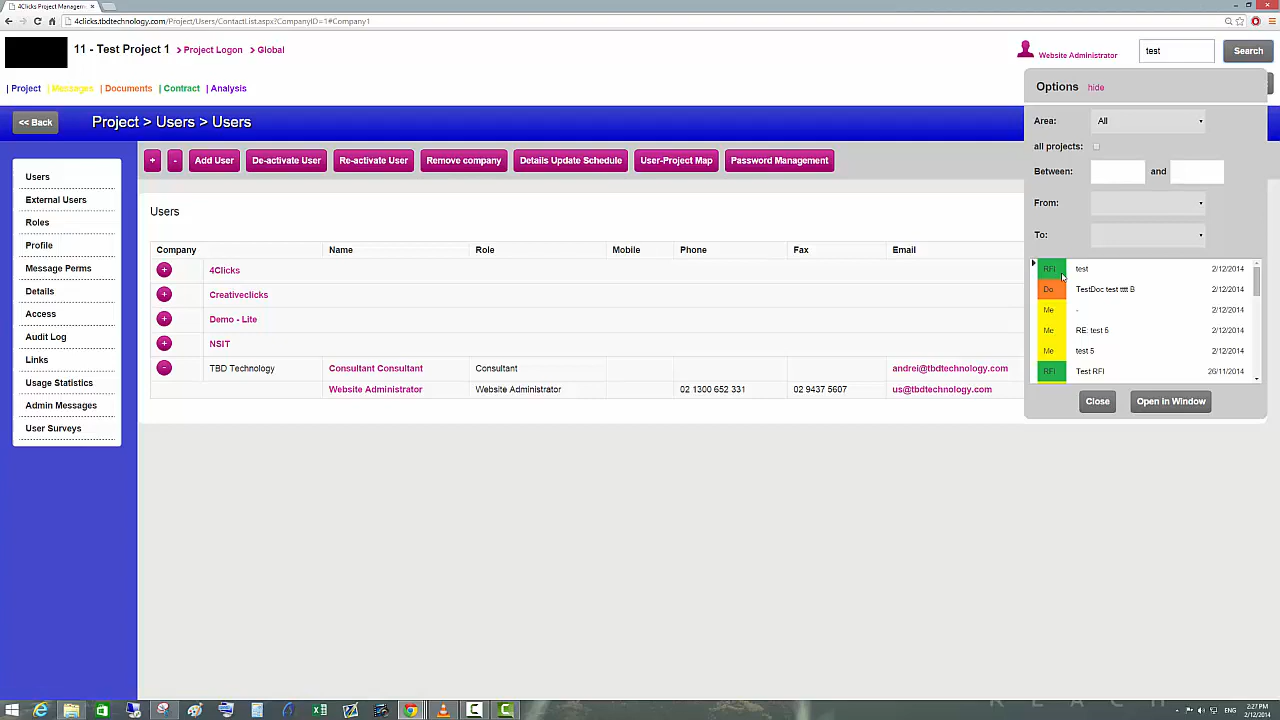 4Clicks Project Manageme
4clicks.tbdtechnology.com/Project/Users/ContactList.aspx?CompanyID=1#Company1
11 - Test Project 1 > Project Logon > Global
Website Administrator
test
Search
| Project | Messages | Documents | Contract | Analysis
<< Back
Project > Users > Users
Options hide
Area: All
all projects:
Between: and
From:
To:
RFI test 2/12/2014
Do. TestDoc test tttt B 2/12/2014
Me - 2/12/2014
Me RE: test 5 2/12/2014
Me test 5 2/12/2014
RFI Test RFI 26/11/2014
Close Open in Window
+ - Add User De-activate User Re-activate User Remove company Details Update Schedule User-Project Map Password Management
Users
External Users
Roles
Profile
Message Perms
Details
Access
Audit Log
Links
Usage Statistics
Admin Messages
User Surveys
Users
Company Name Role Mobile Phone Fax Email
+ 4Clicks
+ Creativeclicks
+ Demo - Lite
+ NSIT
- TBD Technology Consultant Consultant Consultant andrei@tbdtechnology.com
Website Administrator Website Administrator 02 1300 652 331 02 9437 5607 us@tbdtechnology.com
ENG
2:27 PM
2/12/2014